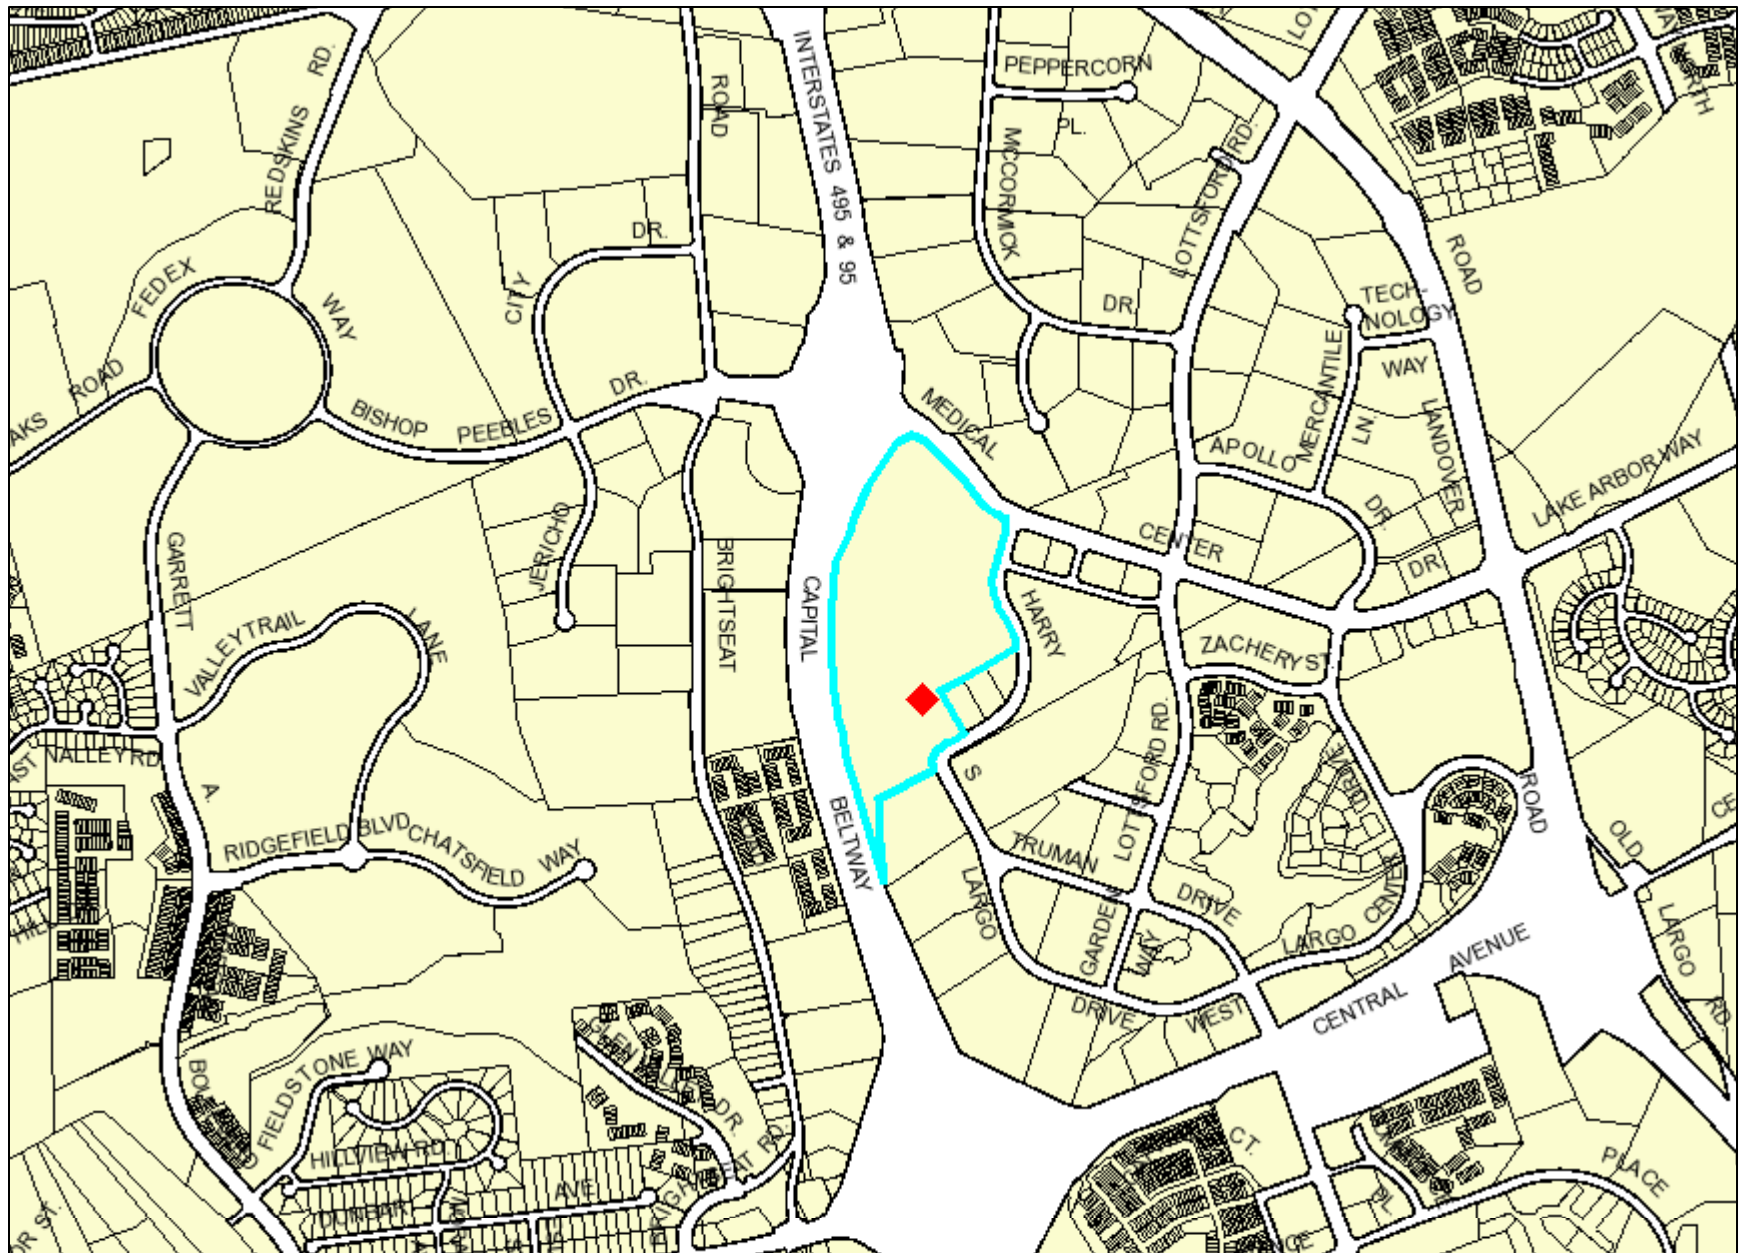 REDSKINS RD.
ROAD
INTERSTATES 495 & 95
PEPPERCORN
PL.
MCCORMICK
DR.
LOTTSFORD RD.
NORTH
FEDEX
WAY
CITY
DR.
ROAD
TECH-
NOLOGY
WAY
ROAD
BISHOP PEEBLES DR.
MEDICAL
CENTER
DR.
APOLLO
DR.
MERCANTILE
LN.
LANDOVER
LAKE ARBOR WAY
GARRETT
A.
JERICHO
BRIGHTSEAT
CAPITAL
BELTWAY
HARRY
S
TRUMAN
DRIVE
ZACHERY ST.
VALLEY TRAIL
LANE
VALLEY RD
LOTTSFORD RD.
DRIVE
ROAD
OLD
LARGO
RD.
RIDGEFIELD BLVD
CHATSFIELD WAY
LARGO
DRIVE
WEST
GARDEN
WAY
LARGO
CENTER
CENTRAL
AVENUE
FIELDSTONE WAY
HILLVIEW RD.
DUNBAR
AVE.
DR.
CT.
PL.
PLACE